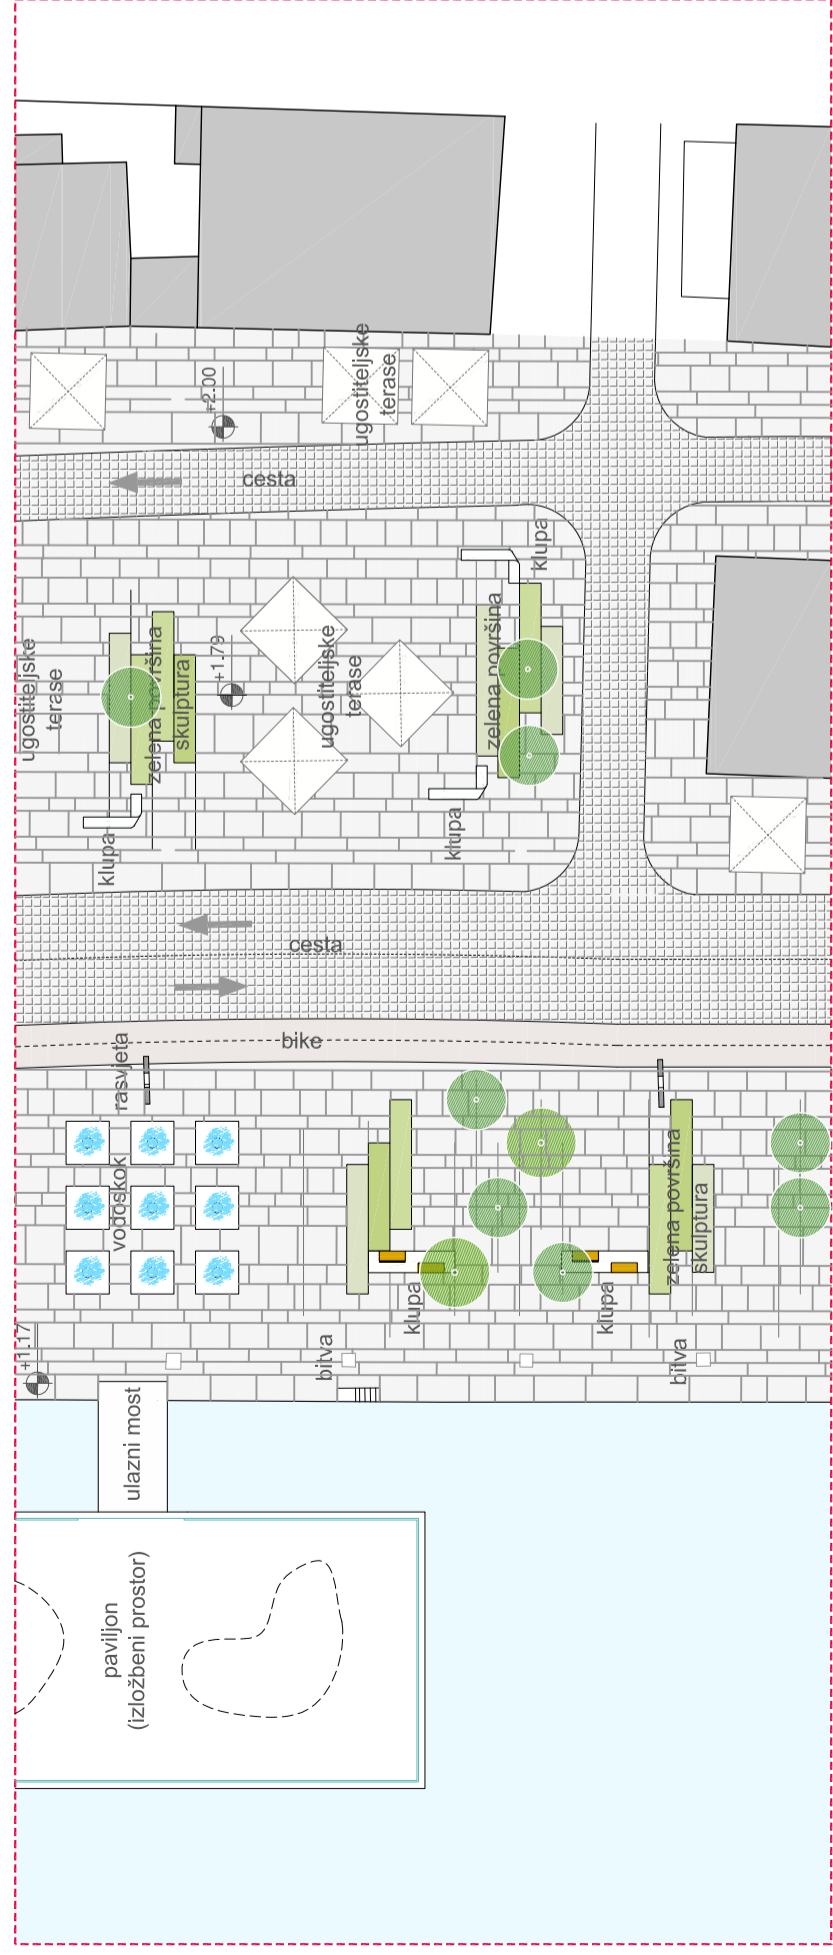 +2.00
ugostiteljske
terase
cesta
klupa
ugostiteljske
terase
zelena površina
skulptura
+1.79
ugostiteljske
terase
zelena površina
klupa
klupa
cesta
bike
rasvjeta
vodoskok
zelena površina
skulptura
klupa
klupa
+1.17
bitva
bitva
ulazni most
paviljon
(izložbeni prostor)